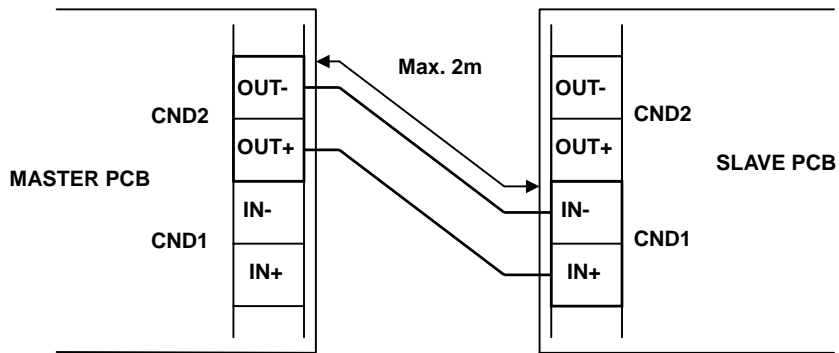 Max. 2m
OUT-
OUT+
CND2
MASTER PCB
IN-
IN+
CND1
OUT-
OUT+
CND2
SLAVE PCB
IN-
IN+
CND1